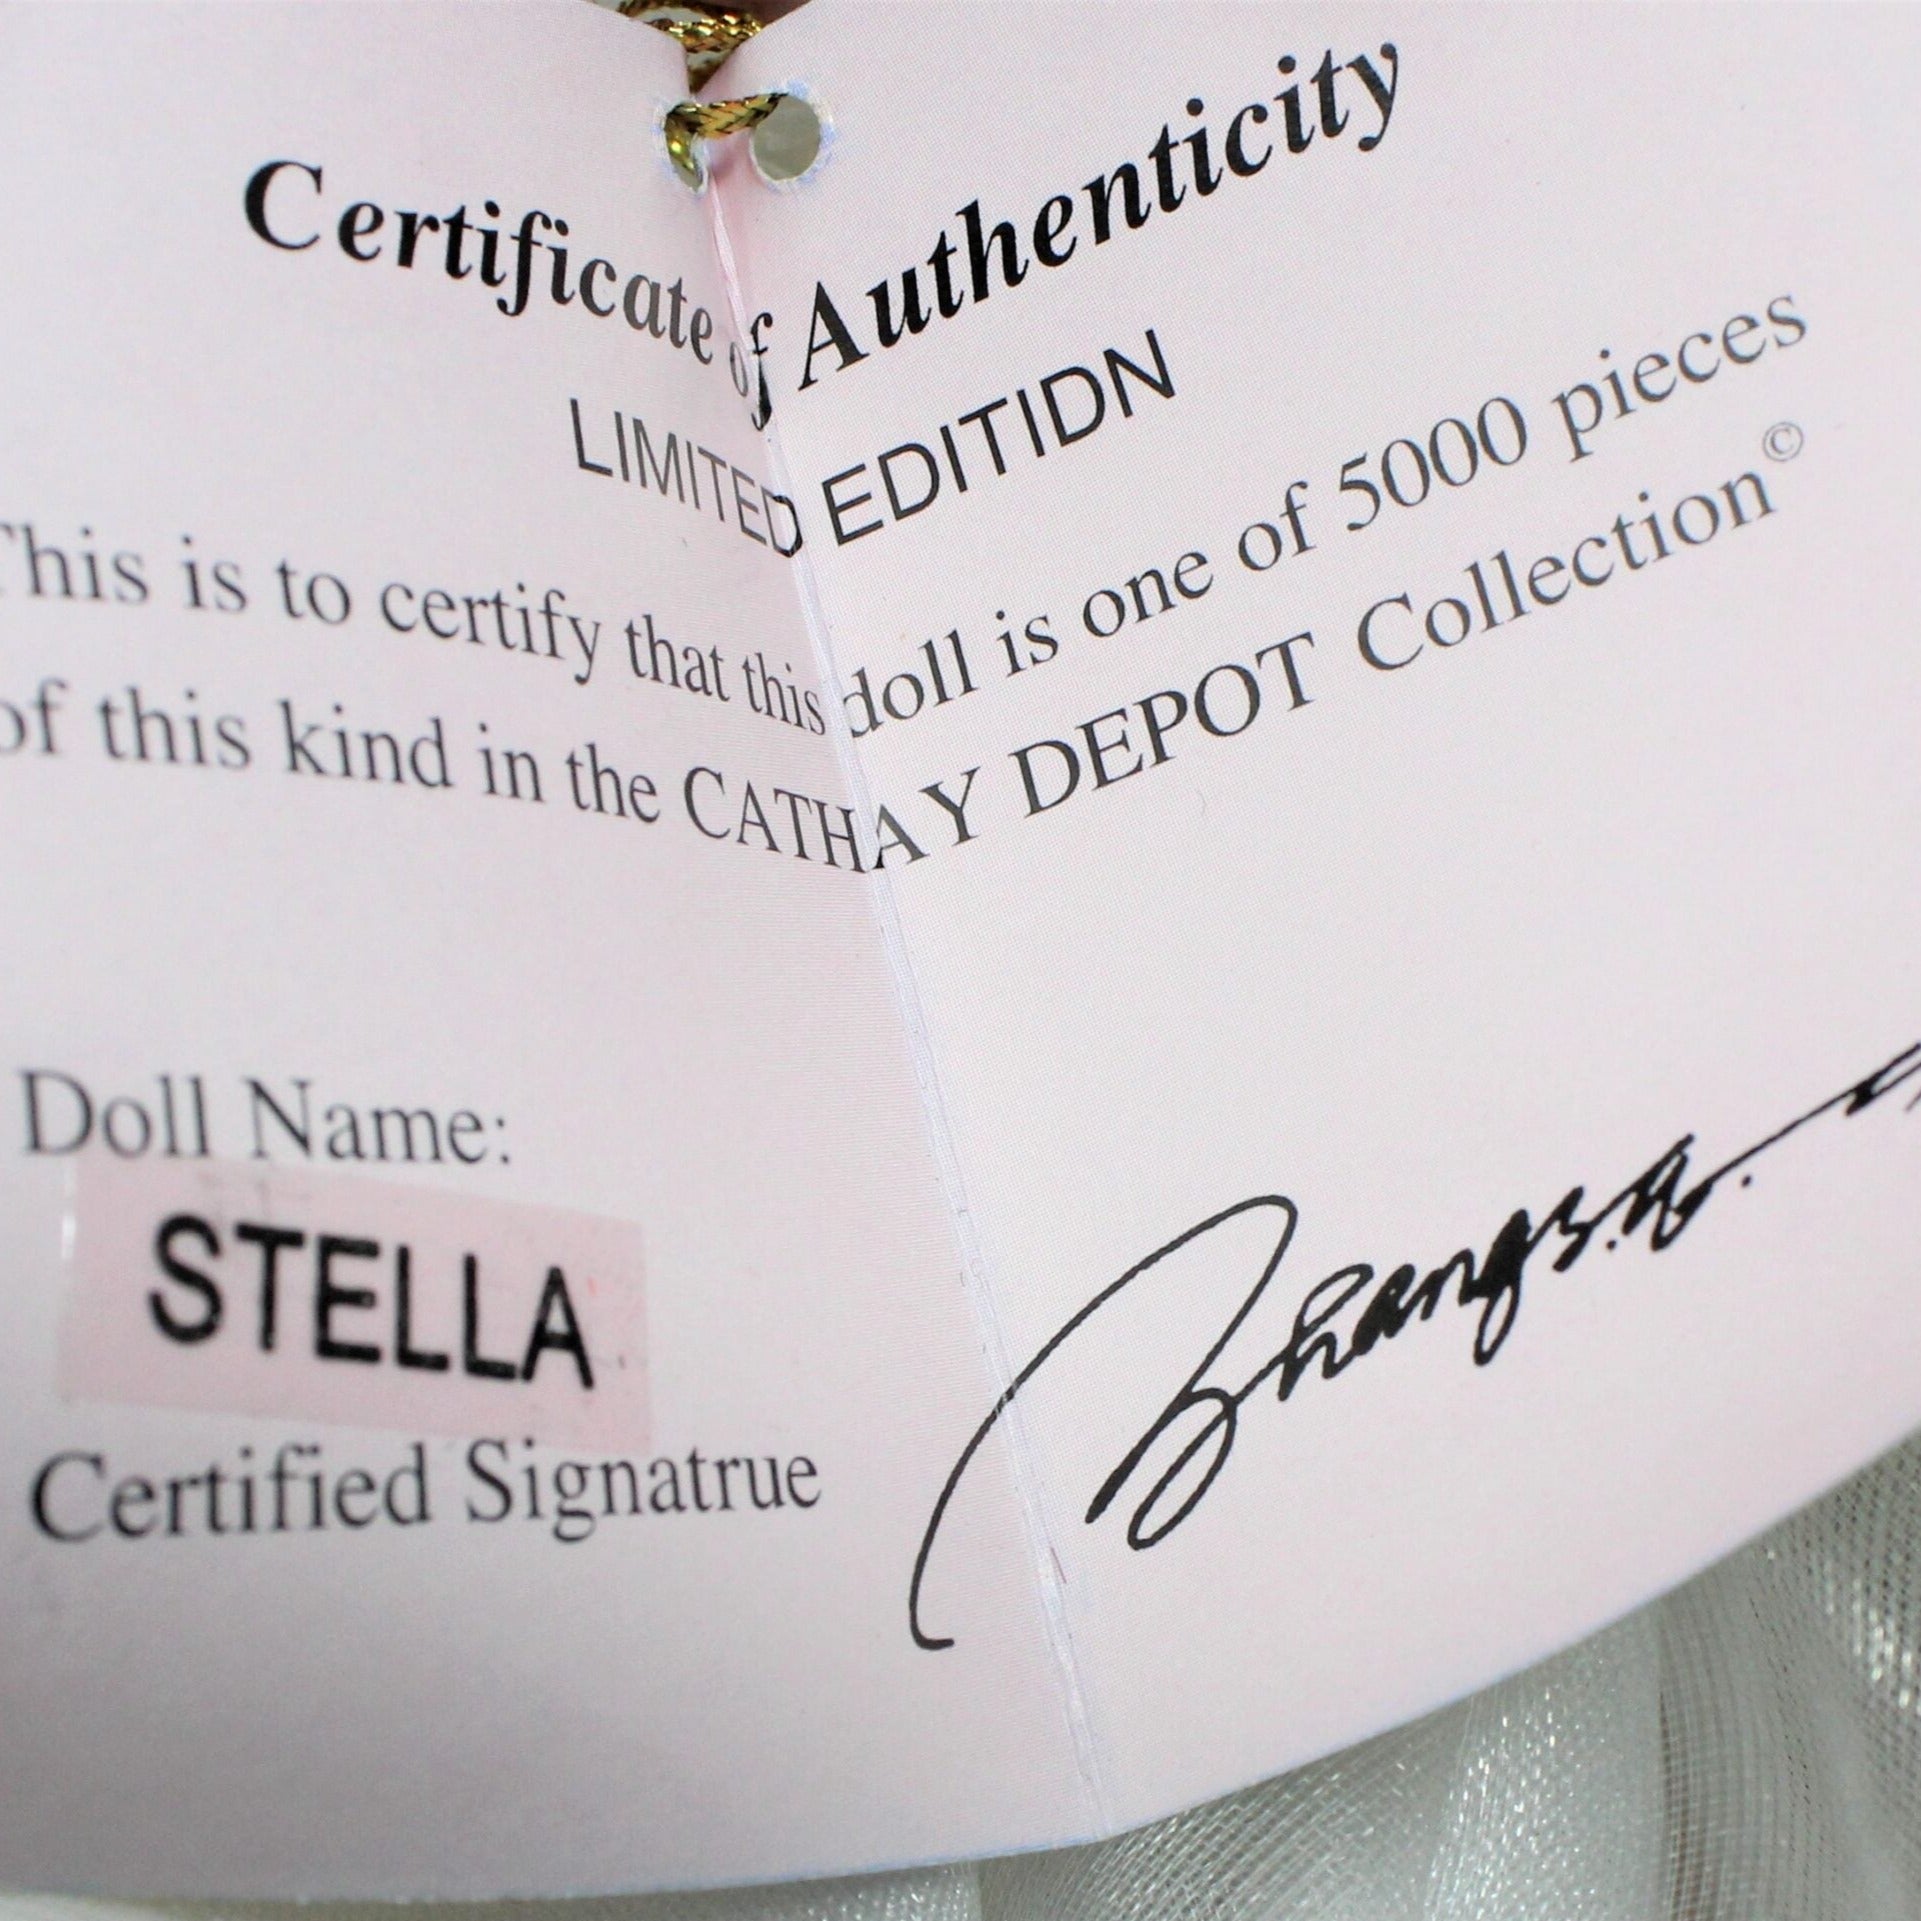 Certificate of Authenticity
LIMITED EDITIDN
This is to certify that this doll is one of 5000 pieces
of this kind in the CATHAY DEPOT Collection©
Doll Name:
STELLA
Certified Signatrue